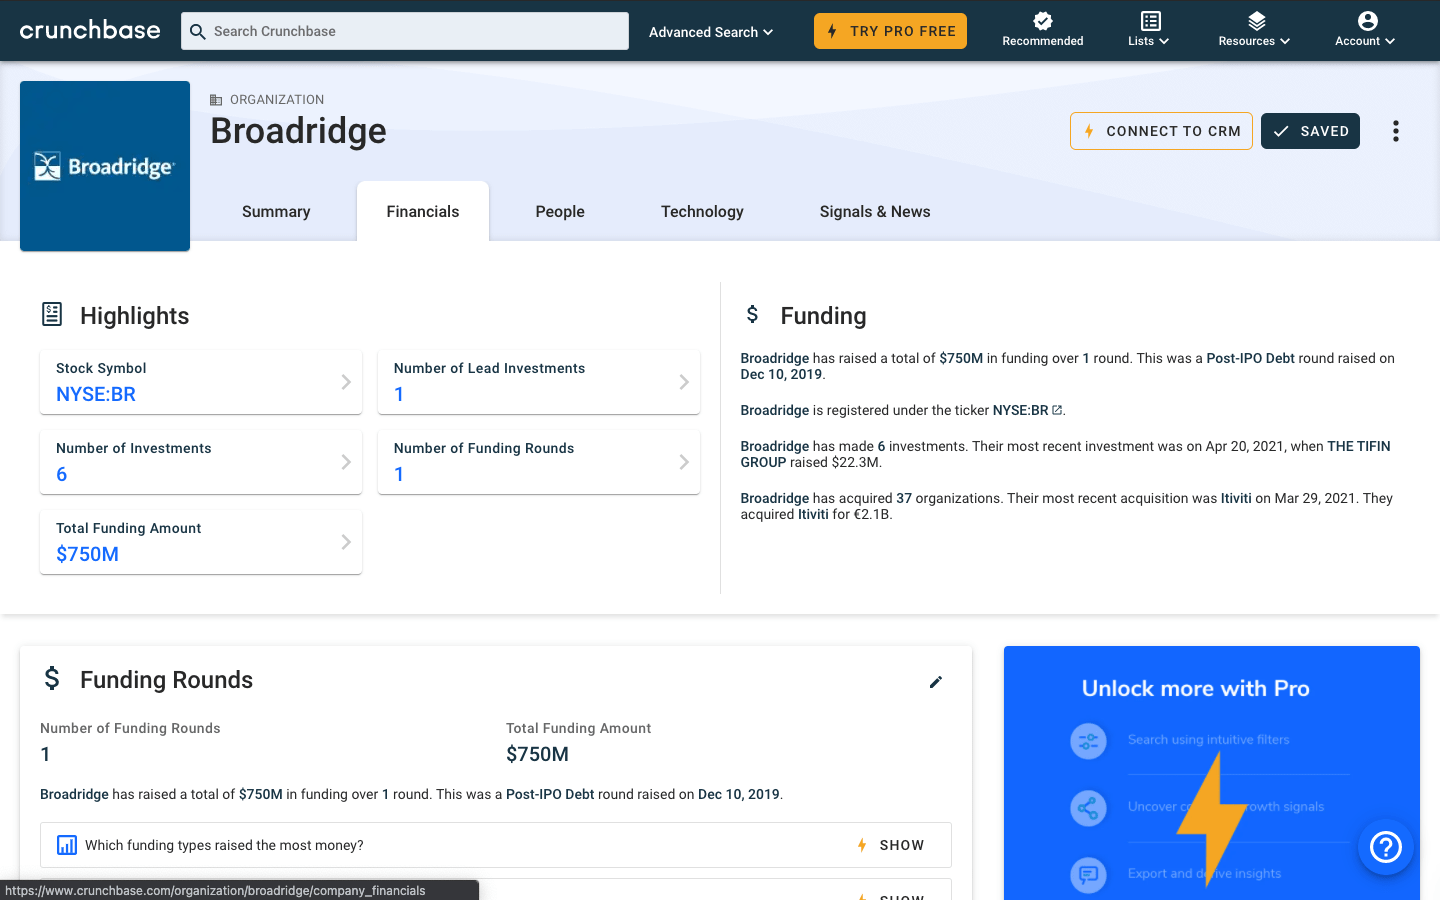 crunchbase
Search Crunchbase
Advanced Search
TRY PRO FREE
Recommended
Lists
Resources
Account
Broadridge
ORGANIZATION
Broadridge
CONNECT TO CRM
SAVED
Summary
Financials
People
Technology
Signals & News
Highlights
Stock Symbol
NYSE:BR
Number of Lead Investments
1
Number of Investments
6
Number of Funding Rounds
1
Total Funding Amount
$750M
Funding
Broadridge has raised a total of $750M in funding over 1 round. This was a Post-IPO Debt round raised on
Dec 10, 2019.
Broadridge is registered under the ticker NYSE:BR.
Broadridge has made 6 investments. Their most recent investment was on Apr 20, 2021, when THE TIFIN
GROUP raised $22.3M.
Broadridge has acquired 37 organizations. Their most recent acquisition was Itiviti on Mar 29, 2021. They
acquired Itiviti for €2.1B.
Funding Rounds
Number of Funding Rounds
1
Total Funding Amount
$750M
Broadridge has raised a total of $750M in funding over 1 round. This was a Post-IPO Debt round raised on Dec 10, 2019.
Which funding types raised the most money?
SHOW
SHOW
Unlock more with Pro
Search using intuitive filters
Uncover signals
Export and insights
https://www.crunchbase.com/organization/broadridge/company_financials